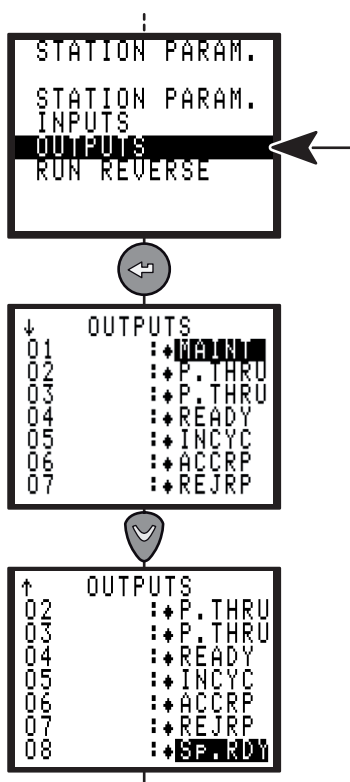 STATION PARAM.
STATION PARAM.
INPUTS
OUTPUTS
RUN REVERSE
↓ OUTPUTS
01 :♦MAINT
02 :♦P.THRU
03 :♦P.THRU
04 :♦READY
05 :♦INCYC
06 :♦ACCRP
07 :♦REJRP
↑ OUTPUTS
02 :♦P.THRU
03 :♦P.THRU
04 :♦READY
05 :♦INCYC
06 :♦ACCRP
07 :♦REJRP
08 :♦Sp.RDY